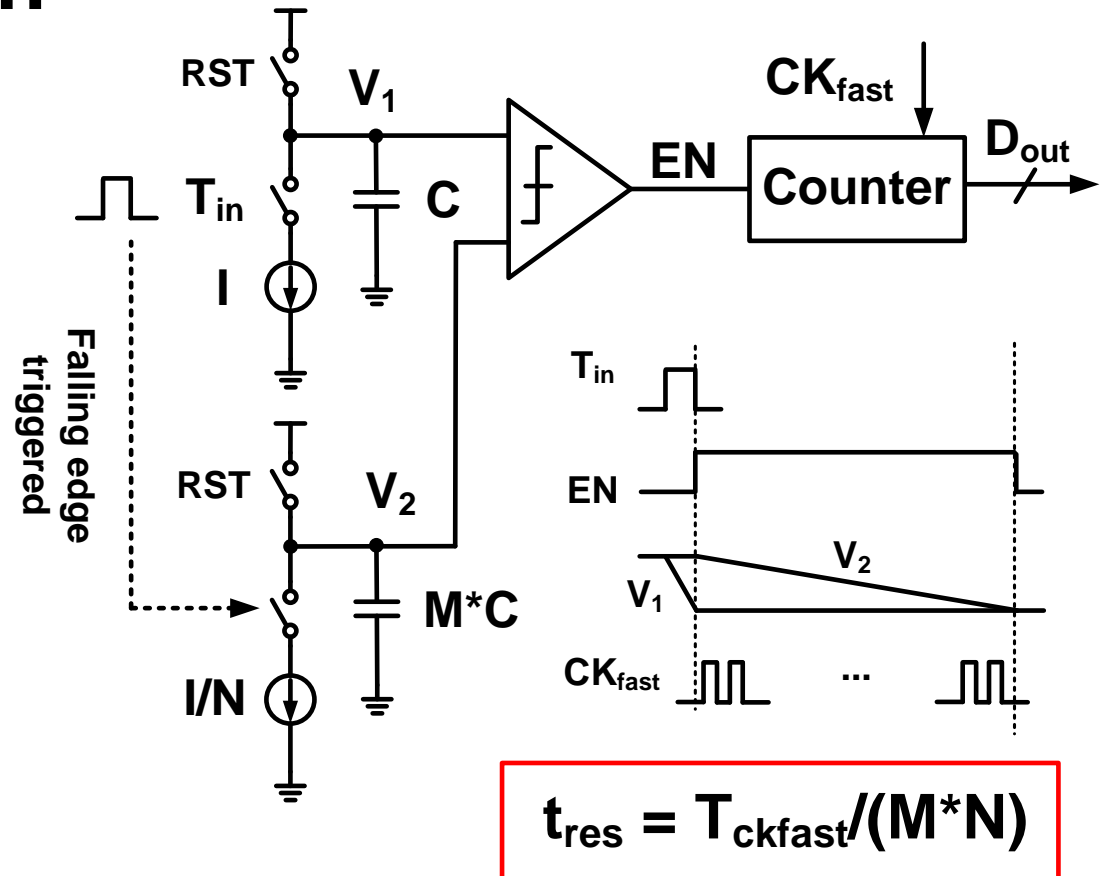 RST
V1
CKfast
Dout
EN
Counter
Tin
C
I
Falling edge
triggered
Tin
RST
V2
EN
V2
V1
M*C
CKfast
...
I/N
tres = Tckfast/(M*N)